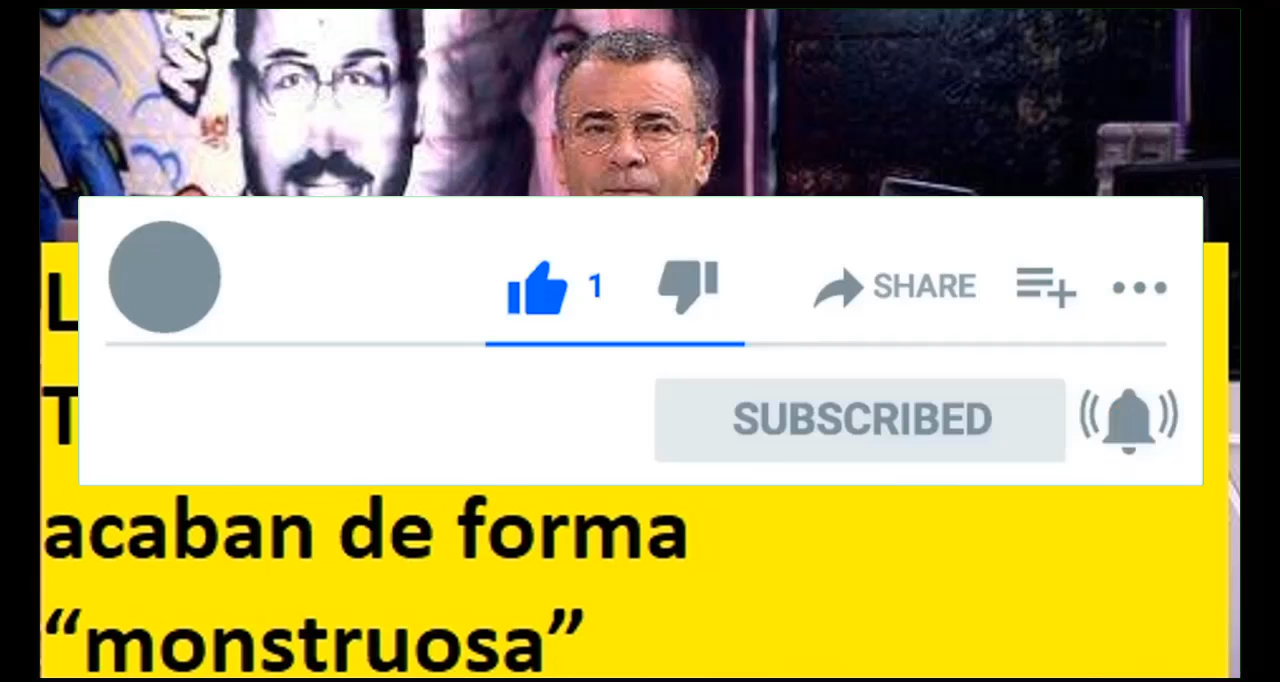 1
SHARE
SUBSCRIBED
L
T
acaban de forma
“monstruosa”